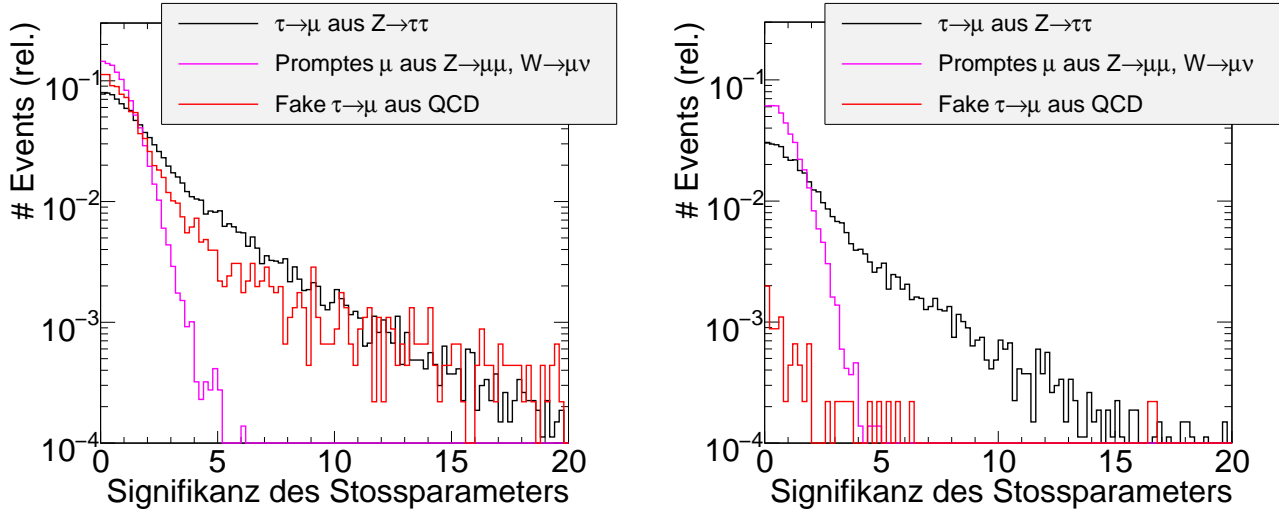 τ→μ aus Z→ττ
Promptes μ aus Z→μμ, W→μν
Fake τ→μ aus QCD
# Events (rel.)
10⁻¹
10⁻²
10⁻³
10⁻⁴
0 5 10 15 20
Signifikanz des Stossparameters
τ→μ aus Z→ττ
Promptes μ aus Z→μμ, W→μν
Fake τ→μ aus QCD
# Events (rel.)
10⁻¹
10⁻²
10⁻³
10⁻⁴
0 5 10 15 20
Signifikanz des Stossparameters